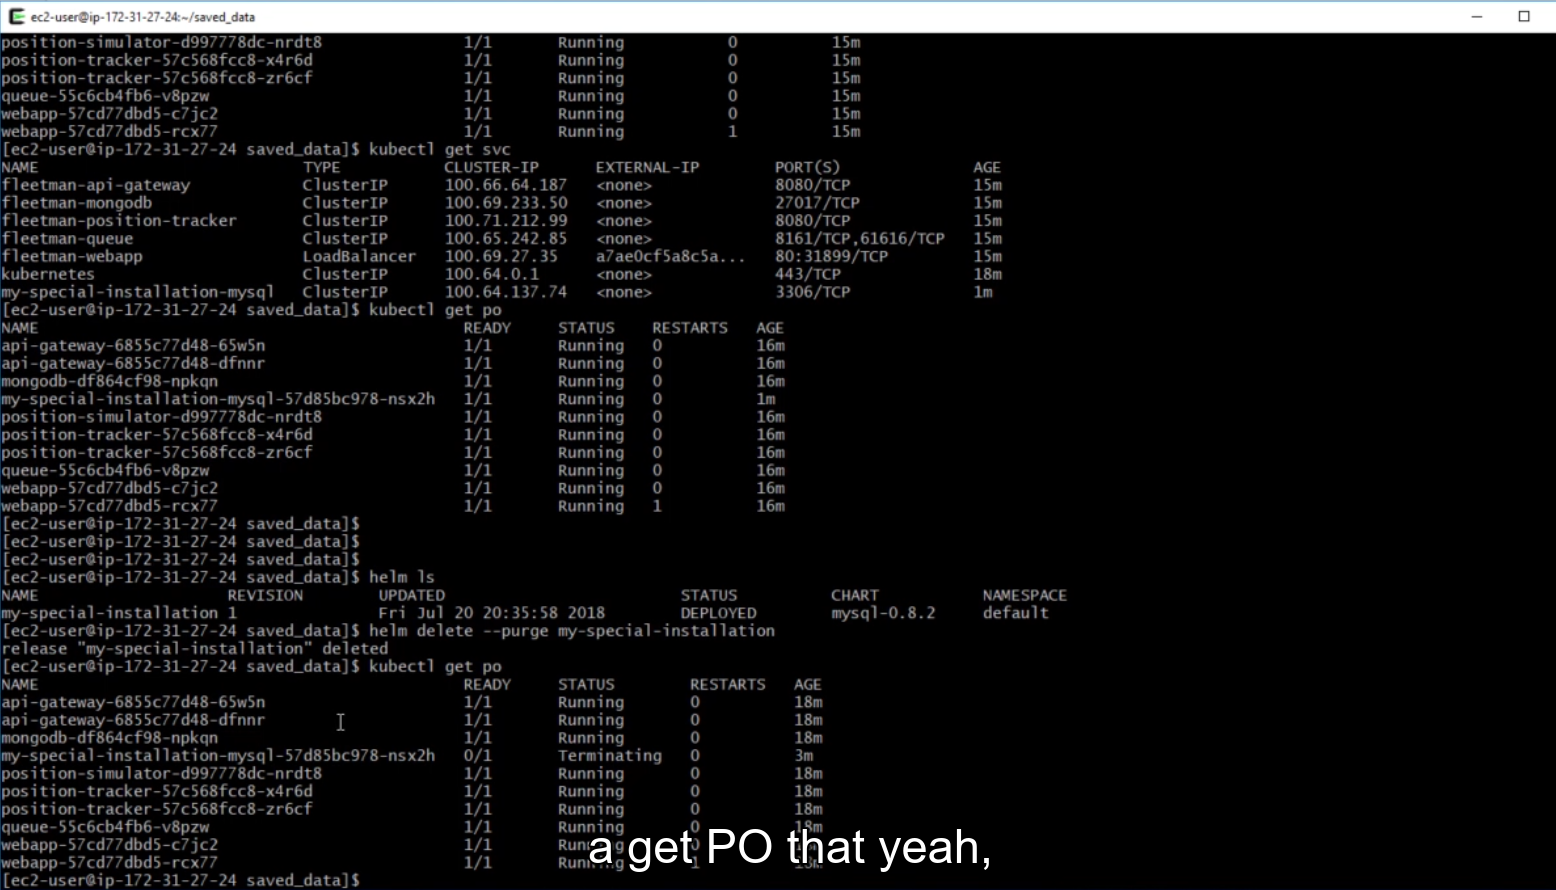 ec2-user@ip-172-31-27-24:~/saved_data
position-simulator-d997778dc-nrdt8 1/1 Running 0 15m
position-tracker-57c568fcc8-x4r6d 1/1 Running 0 15m
position-tracker-57c568fcc8-zr6cf 1/1 Running 0 15m
queue-55c6cb4fb6-v8pzw 1/1 Running 0 15m
webapp-57cd77dbd5-c7jc2 1/1 Running 0 15m
webapp-57cd77dbd5-rcx77 1/1 Running 1 15m
[ec2-user@ip-172-31-27-24 saved_data]$ kubectl get svc
NAME TYPE CLUSTER-IP EXTERNAL-IP PORT(S) AGE
fleetman-api-gateway ClusterIP 100.66.64.187 <none> 8080/TCP 15m
fleetman-mongodb ClusterIP 100.69.233.50 <none> 27017/TCP 15m
fleetman-position-tracker ClusterIP 100.71.212.99 <none> 8080/TCP 15m
fleetman-queue ClusterIP 100.65.242.85 <none> 8161/TCP,61616/TCP 15m
fleetman-webapp LoadBalancer 100.69.27.35 a7ae0cf5a8c5a... 80:31899/TCP 15m
kubernetes ClusterIP 100.64.0.1 <none> 443/TCP 18m
my-special-installation-mysql ClusterIP 100.64.137.74 <none> 3306/TCP 1m
[ec2-user@ip-172-31-27-24 saved_data]$ kubectl get po
NAME READY STATUS RESTARTS AGE
api-gateway-6855c77d48-65w5n 1/1 Running 0 16m
api-gateway-6855c77d48-dfnnr 1/1 Running 0 16m
mongodb-df864cf98-npkqn 1/1 Running 0 16m
my-special-installation-mysql-57d85bc978-nsx2h 1/1 Running 0 1m
position-simulator-d997778dc-nrdt8 1/1 Running 0 16m
position-tracker-57c568fcc8-x4r6d 1/1 Running 0 16m
position-tracker-57c568fcc8-zr6cf 1/1 Running 0 16m
queue-55c6cb4fb6-v8pzw 1/1 Running 0 16m
webapp-57cd77dbd5-c7jc2 1/1 Running 0 16m
webapp-57cd77dbd5-rcx77 1/1 Running 1 16m
[ec2-user@ip-172-31-27-24 saved_data]$
[ec2-user@ip-172-31-27-24 saved_data]$
[ec2-user@ip-172-31-27-24 saved_data]$
[ec2-user@ip-172-31-27-24 saved_data]$ helm ls
NAME REVISION UPDATED STATUS CHART NAMESPACE
my-special-installation 1 Fri Jul 20 20:35:58 2018 DEPLOYED mysql-0.8.2 default
[ec2-user@ip-172-31-27-24 saved_data]$ helm delete --purge my-special-installation
release "my-special-installation" deleted
[ec2-user@ip-172-31-27-24 saved_data]$ kubectl get po
NAME READY STATUS RESTARTS AGE
api-gateway-6855c77d48-65w5n 1/1 Running 0 18m
api-gateway-6855c77d48-dfnnr 1/1 Running 0 18m
mongodb-df864cf98-npkqn 1/1 Running 0 18m
my-special-installation-mysql-57d85bc978-nsx2h 0/1 Terminating 0 3m
position-simulator-d997778dc-nrdt8 1/1 Running 0 18m
position-tracker-57c568fcc8-x4r6d 1/1 Running 0 18m
position-tracker-57c568fcc8-zr6cf 1/1 Running 0 18m
queue-55c6cb4fb6-v8pzw 1/1 Running 0 18m
webapp-57cd77dbd5-c7jc2 1/1
webapp-57cd77dbd5-rcx77 1/1
a get PO that yeah,
[ec2-user@ip-172-31-27-24 saved_data]$